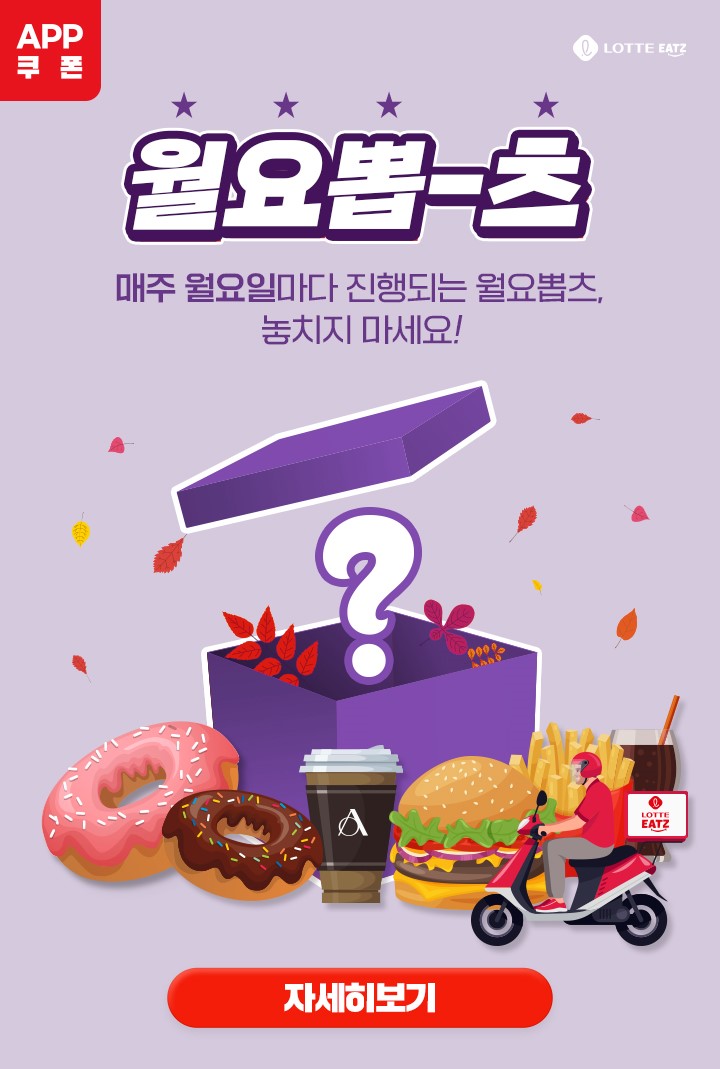 APP
쿠폰
LOTTE EATZ
월요뽑-츠
매주 월요일마다 진행되는 월요뽑츠,
놓치지 마세요!
?
A
LOTTE
EATZ
자세히보기